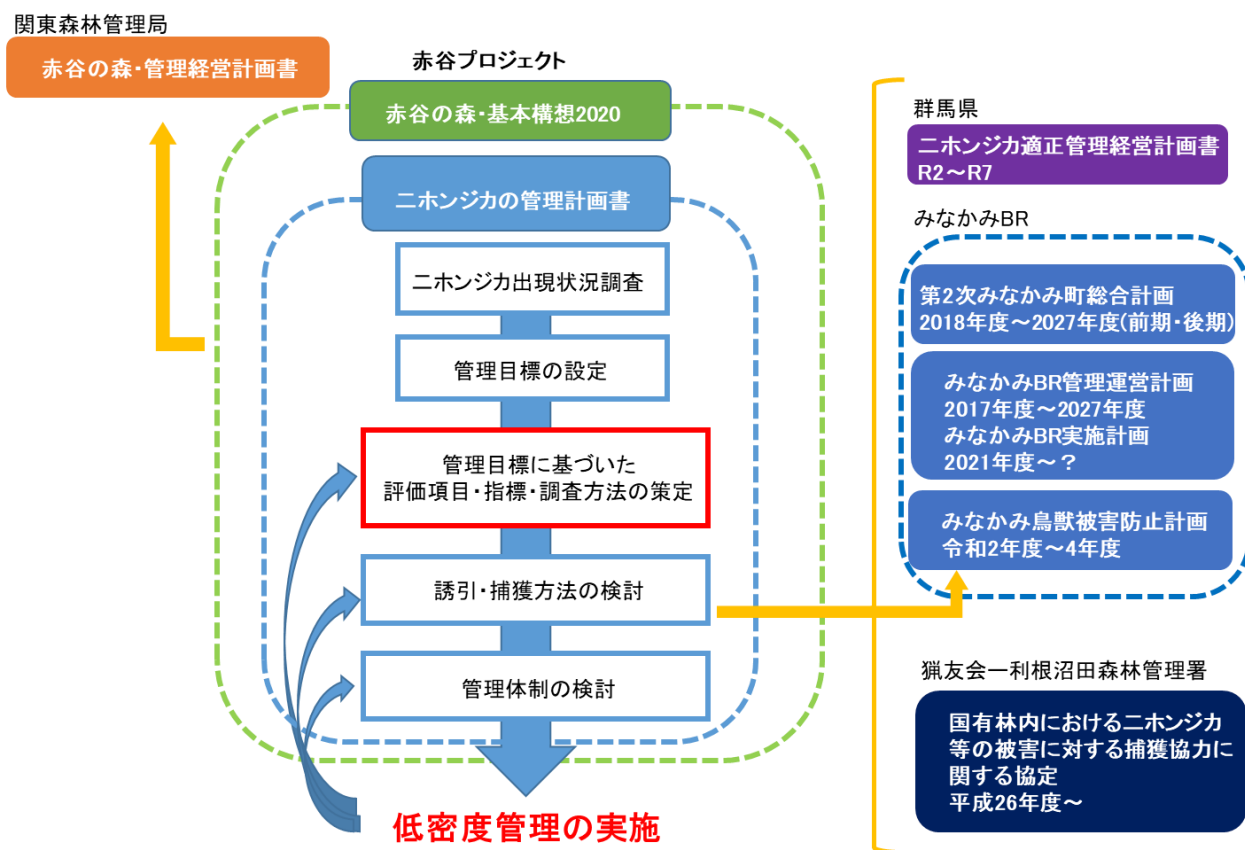 関東森林管理局
赤谷の森・管理経営計画書
赤谷プロジェクト
赤谷の森・基本構想2020
ニホンジカの管理計画書
ニホンジカ出現状況調査
管理目標の設定
管理目標に基づいた
評価項目・指標・調査方法の策定
誘引・捕獲方法の検討
管理体制の検討
低密度管理の実施
群馬県
ニホンジカ適正管理経営計画書
R2～R7
みなかみBR
第2次みなかみ町総合計画
2018年度～2027年度(前期・後期)
みなかみBR管理運営計画
2017年度～2027年度
みなかみBR実施計画
2021年度～？
みなかみ鳥獣被害防止計画
令和2年度～4年度
猟友会ー利根沼田森林管理署
国有林内におけるニホンジカ
等の被害に対する捕獲協力に
関する協定
平成26年度～